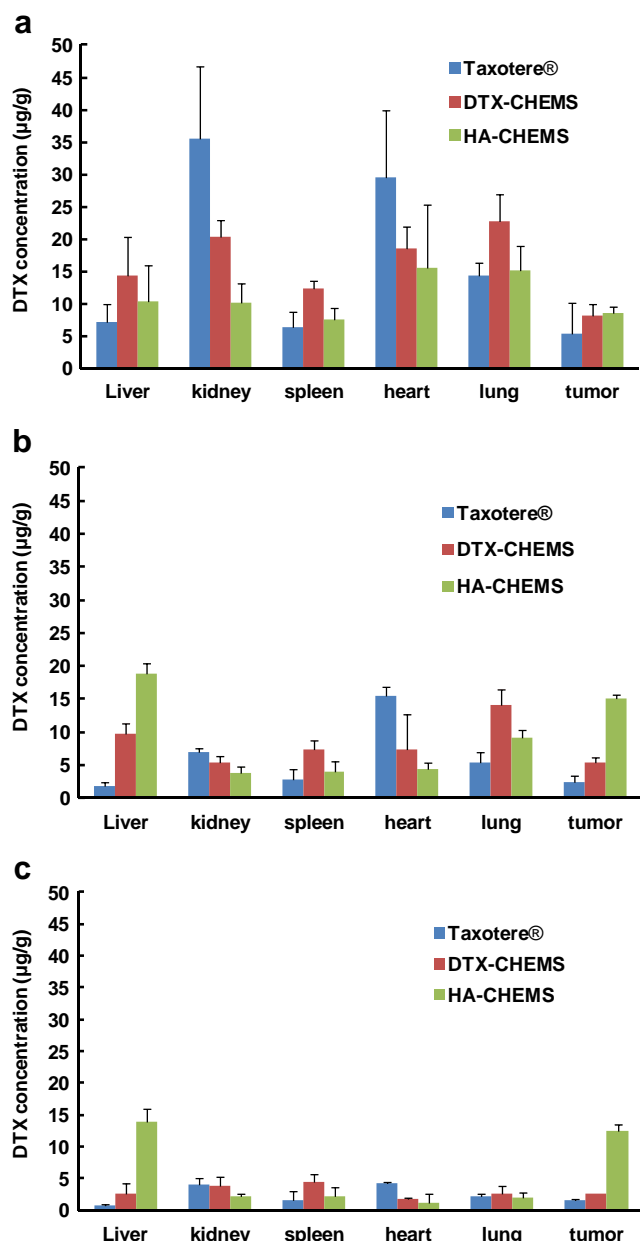 a
DTX concentration (µg/g)
50
45
40
35
30
25
20
15
10
5
0
Taxotere®
DTX-CHEMS
HA-CHEMS
Liver kidney spleen heart lung tumor
b
DTX concentration (µg/g)
50
45
40
35
30
25
20
15
10
5
0
Taxotere®
DTX-CHEMS
HA-CHEMS
Liver kidney spleen heart lung tumor
c
DTX concentration (µg/g)
50
45
40
35
30
25
20
15
10
5
0
Taxotere®
DTX-CHEMS
HA-CHEMS
Liver kidney spleen heart lung tumor